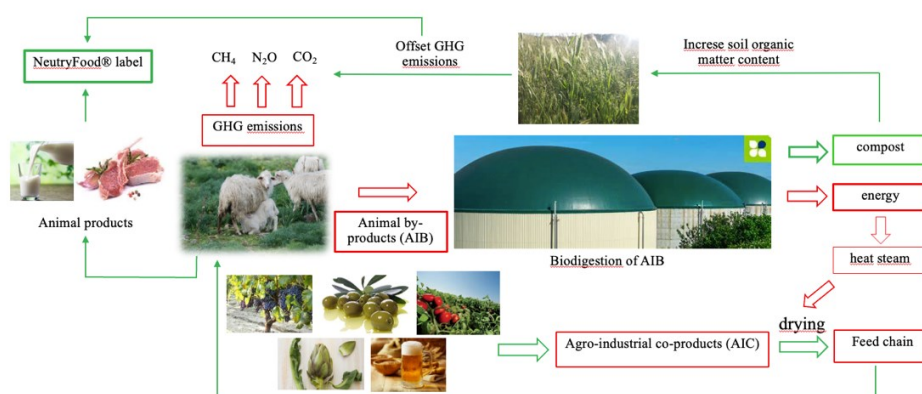 Offset GHG
emissions
Increse soil organic
matter content
NeutryFood® label
CH₄ N₂O CO₂
GHG emissions
compost
energy
Animal products
Animal by-
products (AIB)
Biodigestion of AIB
heat steam
drying
Agro-industrial co-products (AIC)
Feed chain